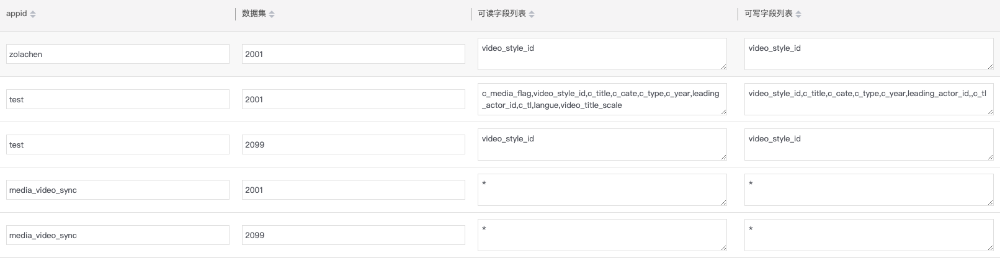 appid 数据集 可读字段列表 可写字段列表
zolachen 2001 video_style_id video_style_id
test 2001 c_media_flag,video_style_id,c_title,c_cate,c_type,c_year,leading video_style_id,c_title,c_cate,c_type,c_year,leading_actor_id,,c_tl
_actor_id,c_tl,langue,video_title_scale
test 2099 video_style_id video_style_id
media_video_sync 2001 * *
media_video_sync 2099 * *